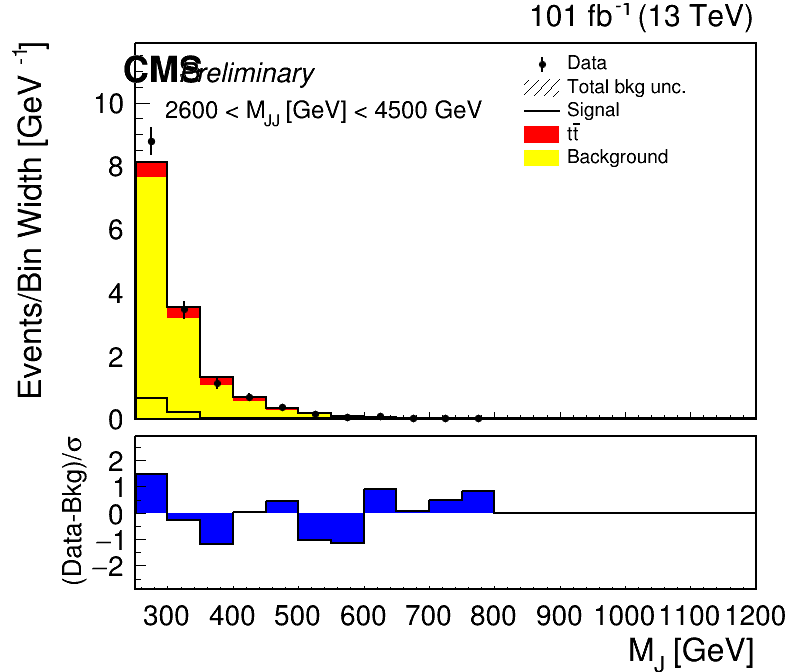 101 fb⁻¹ (13 TeV)
CMS Preliminary
2600 < M_JJ [GeV] < 4500 GeV
Data
Total bkg unc.
Signal
tt̄
Background
Events/Bin Width [GeV⁻¹]
10
8
6
4
2
0
(Data-Bkg)/σ
2
1
0
−1
−2
300 400 500 600 700 800 900 1000 1100 1200
M_J [GeV]